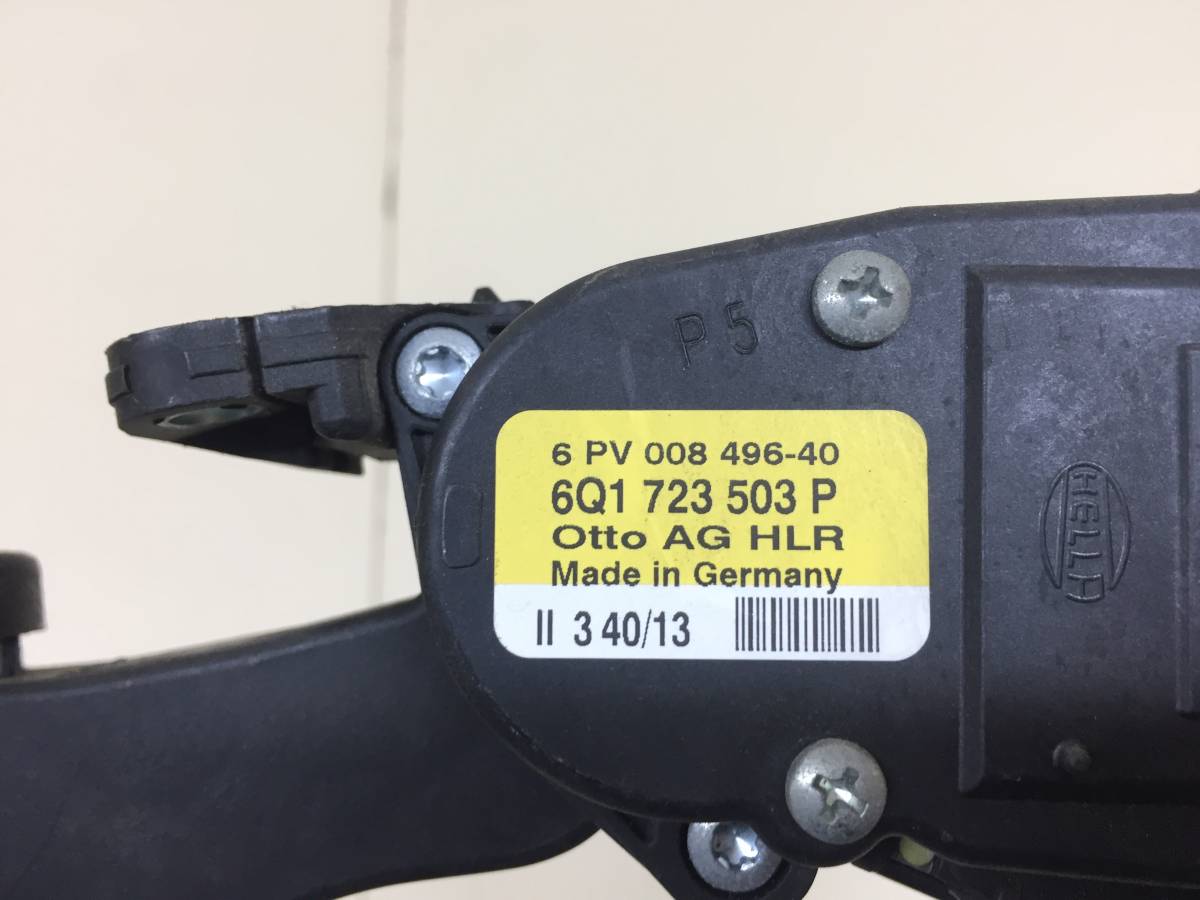 P5
6 PV 008 496-40
6Q1 723 503 P
Otto AG HLR
Made in Germany
II 3 40/13
HELLA